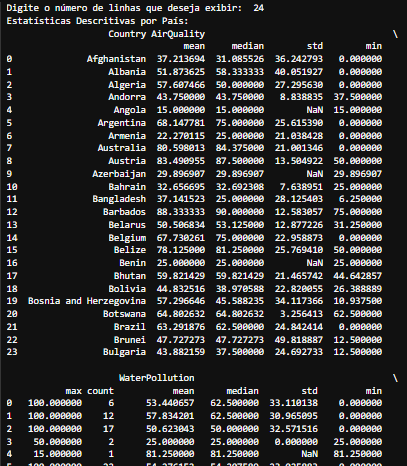 Digite o número de linhas que deseja exibir: 24
Estatísticas Descritivas por País:
Country AirQuality \
mean median std min
0 Afghanistan 37.213694 31.085526 36.242793 0.000000
1 Albania 51.873625 58.333333 40.051927 0.000000
2 Algeria 57.607466 50.000000 27.295630 0.000000
3 Andorra 43.750000 43.750000 8.838835 37.500000
4 Angola 15.000000 15.000000 NaN 15.000000
5 Argentina 68.147781 75.000000 25.615390 0.000000
6 Armenia 22.270115 25.000000 21.038428 0.000000
7 Australia 80.598013 84.375000 21.001346 0.000000
8 Austria 83.490955 87.500000 13.504922 50.000000
9 Azerbaijan 29.896907 29.896907 NaN 29.896907
10 Bahrain 32.656695 32.692308 7.638951 25.000000
11 Bangladesh 37.141523 25.000000 28.125403 6.250000
12 Barbados 88.333333 90.000000 12.583057 75.000000
13 Belarus 50.506834 53.125000 12.877226 31.250000
14 Belgium 67.730261 75.000000 22.958873 0.000000
15 Belize 78.125000 81.250000 25.769410 50.000000
16 Benin 25.000000 25.000000 NaN 25.000000
17 Bhutan 59.821429 59.821429 21.465742 44.642857
18 Bolivia 44.832516 38.970588 22.820055 26.388889
19 Bosnia and Herzegovina 57.296646 45.588235 34.117366 10.937500
20 Botswana 64.802632 64.802632 3.256413 62.500000
21 Brazil 63.291876 62.500000 24.842414 0.000000
22 Brunei 47.727273 47.727273 49.818887 12.500000
23 Bulgaria 43.882159 37.500000 24.692733 12.500000
WaterPollution \
max count mean median std min
0 100.000000 6 53.440657 62.500000 33.110138 0.000000
1 100.000000 12 57.834201 62.500000 30.965095 0.000000
2 100.000000 17 50.623043 50.000000 32.571516 0.000000
3 50.000000 2 25.000000 25.000000 0.000000 25.000000
4 15.000000 1 81.250000 81.250000 NaN 81.250000